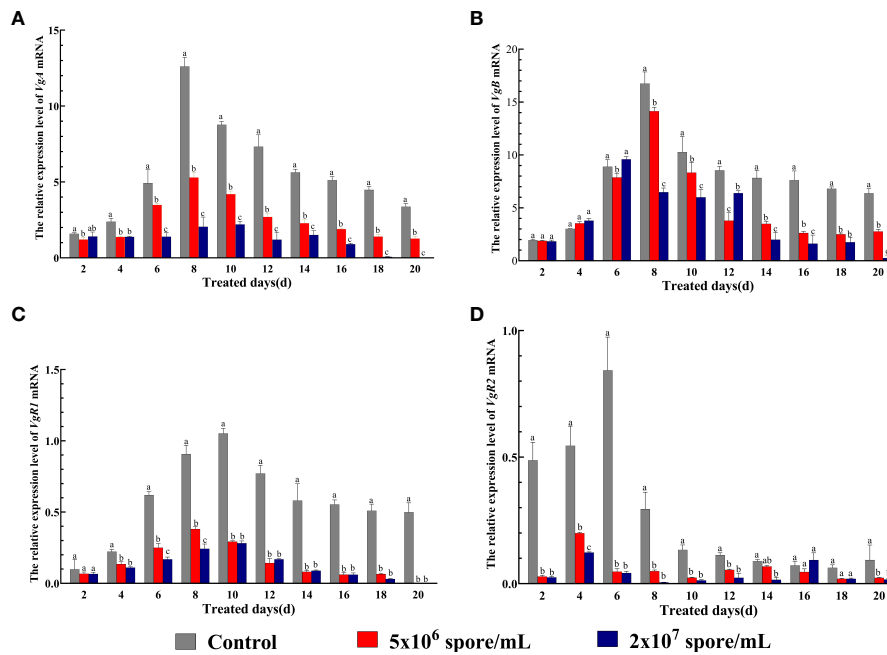 A
The relative expression level of VgA mRNA
15
10
5
0
a b ab
a b b
a b c
a b c
a b b
a b c
a b c
a b c
a b c
a b c
2 4 6 8 10 12 14 16 18 20
Treated days(d)
B
The relative expression level of VgB mRNA
20
15
10
5
0
a a a
a a a
a b a
a b c
a b c
a c b
a b c
a b c
a b b
a b c
2 4 6 8 10 12 14 16 18 20
Treated days(d)
C
The relative expression level of VgR1 mRNA
1.5
1.0
0.5
0.0
a a a
a b b
a b c
a b c
a b b
a b b
a b b
a b b
a b b
a b b
2 4 6 8 10 12 14 16 18 20
Treated days(d)
D
The relative expression level of VgR2 mRNA
1.0
0.5
0.0
a b b
a b c
a b b
a b c
a b b
a b b
a ab b
a a a
a b b
a b
2 4 6 8 10 12 14 16 18 20
Treated days(d)
Control 5x10⁶ spore/mL 2x10⁷ spore/mL